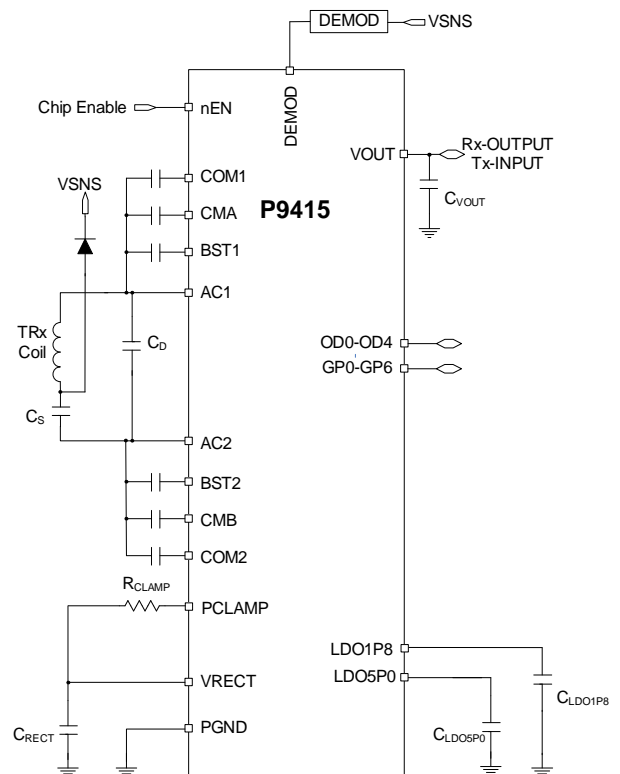 DEMOD
VSNS
Chip Enable
nEN
DEMOD
VOUT
Rx-OUTPUT
Tx-INPUT
CVOUT
VSNS
COM1
CMA
P9415
BST1
AC1
TRx
Coil
CD
OD0-OD4
GP0-GP6
CS
AC2
BST2
CMB
COM2
RCLAMP
PCLAMP
LDO1P8
VRECT
LDO5P0
CLDO1P8
CRECT
PGND
CLDO5P0